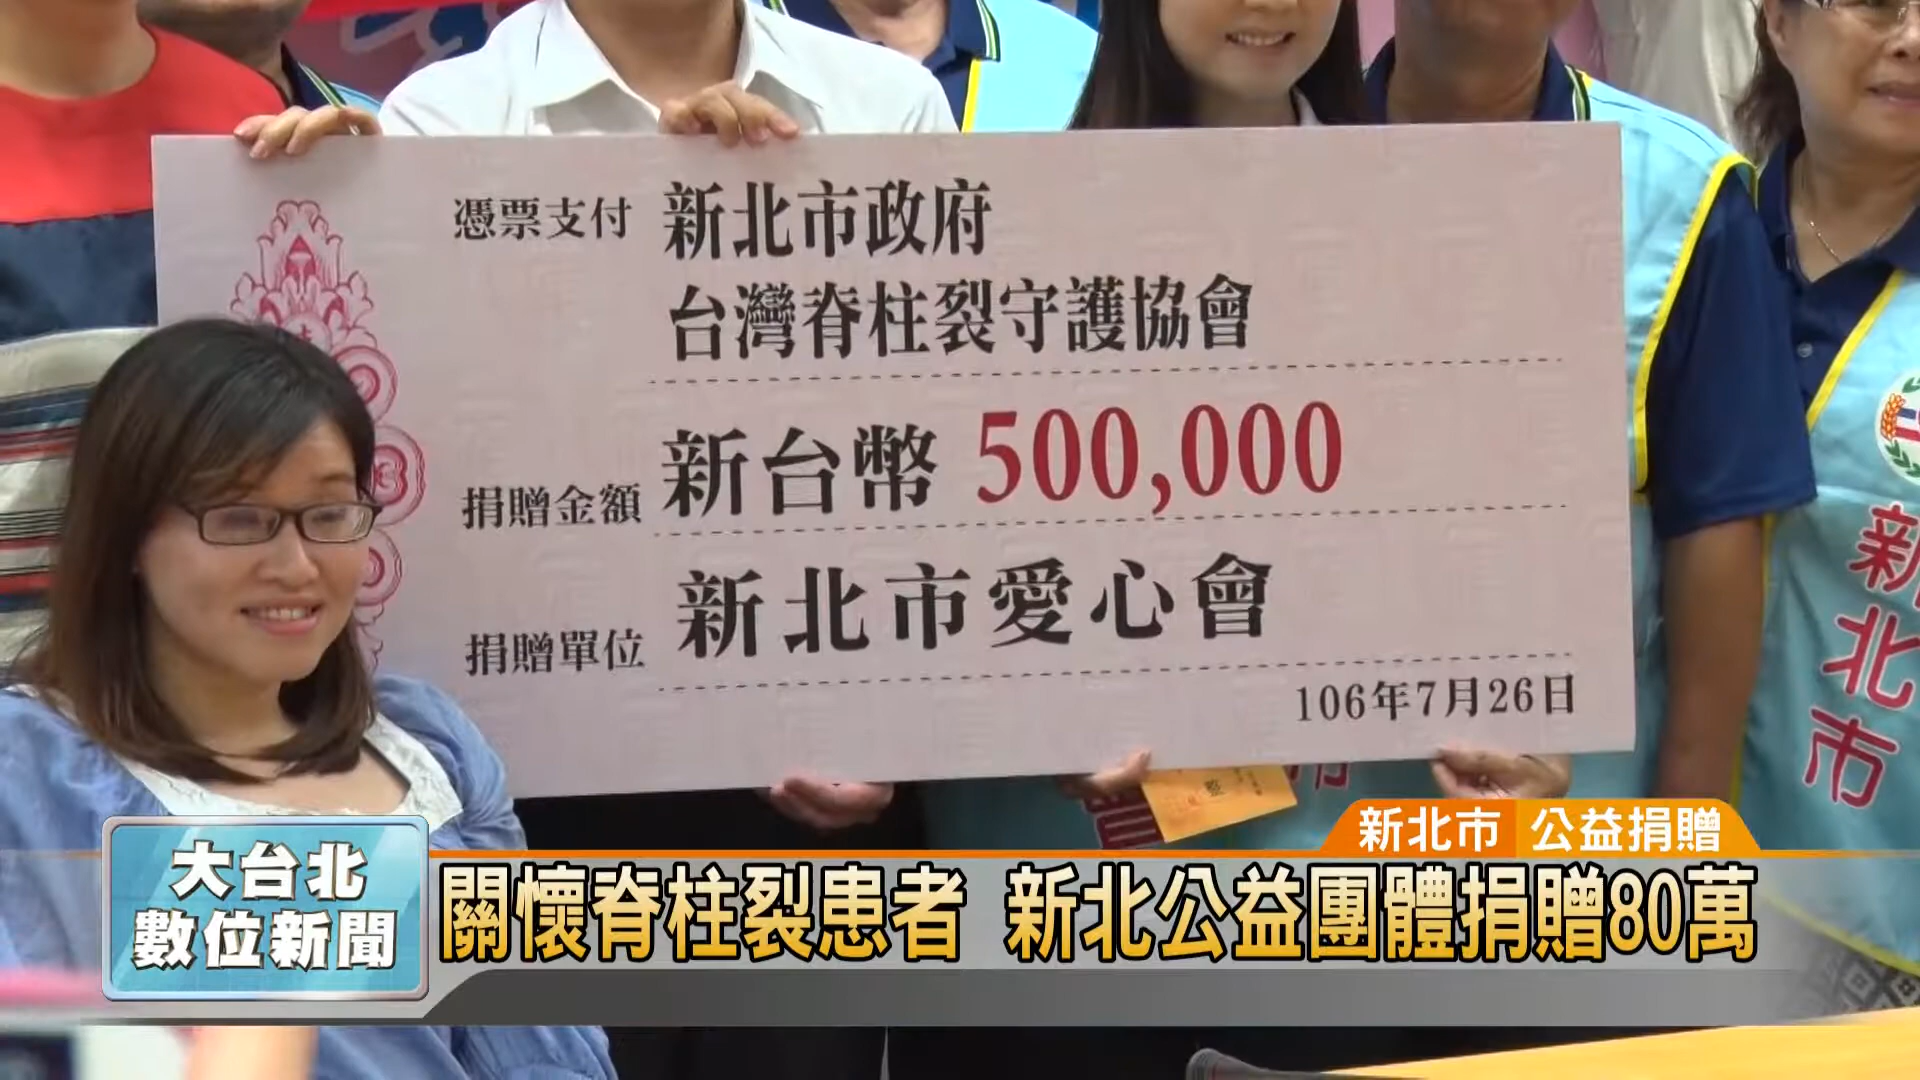 憑票支付 新北市政府
台灣脊柱裂守護協會
捐贈金額 新台幣 500,000
捐贈單位 新北市愛心會
106年7月26日
新北市
新北市 公益捐贈
大台北
數位新聞
關懷脊柱裂患者 新北公益團體捐贈80萬